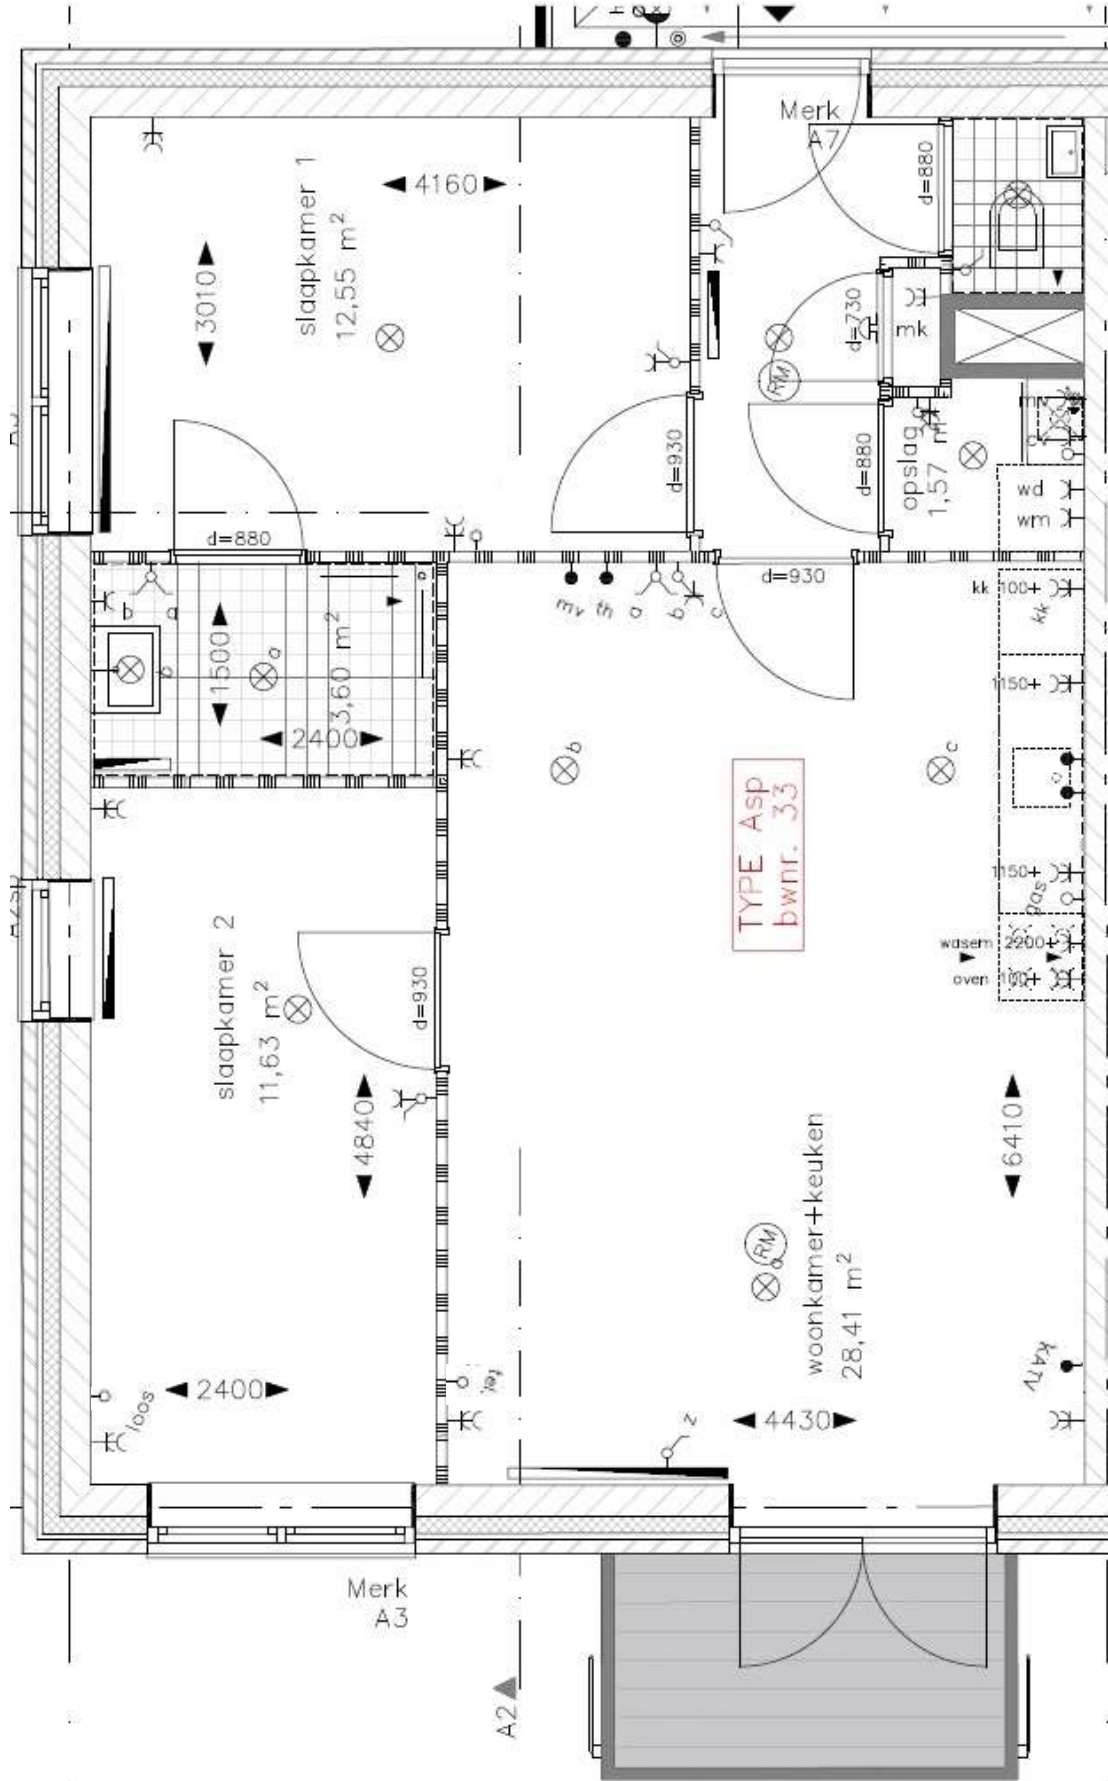 Merk
A7
d=880
4160
slaapkamer 1
12,55 m²
3010
d=730
mk
RM
d=930
d=880
opslag
1,57 m²
mv
wd
wm
d=880
d=930
mv
th
a
b
c
kk 100+
kk
b
a
b
a
1500
3,60 m²
2400
1150+
b
c
TYPE Asp
bwnr. 33
1150+
gas
wasem 2200+
oven 100+
slaapkamer 2
11,63 m²
d=930
4840
6410
RM
a
woonkamer+keuken
28,41 m²
KATV
tel.
2400
loos
z
4430
Merk
A3
A2